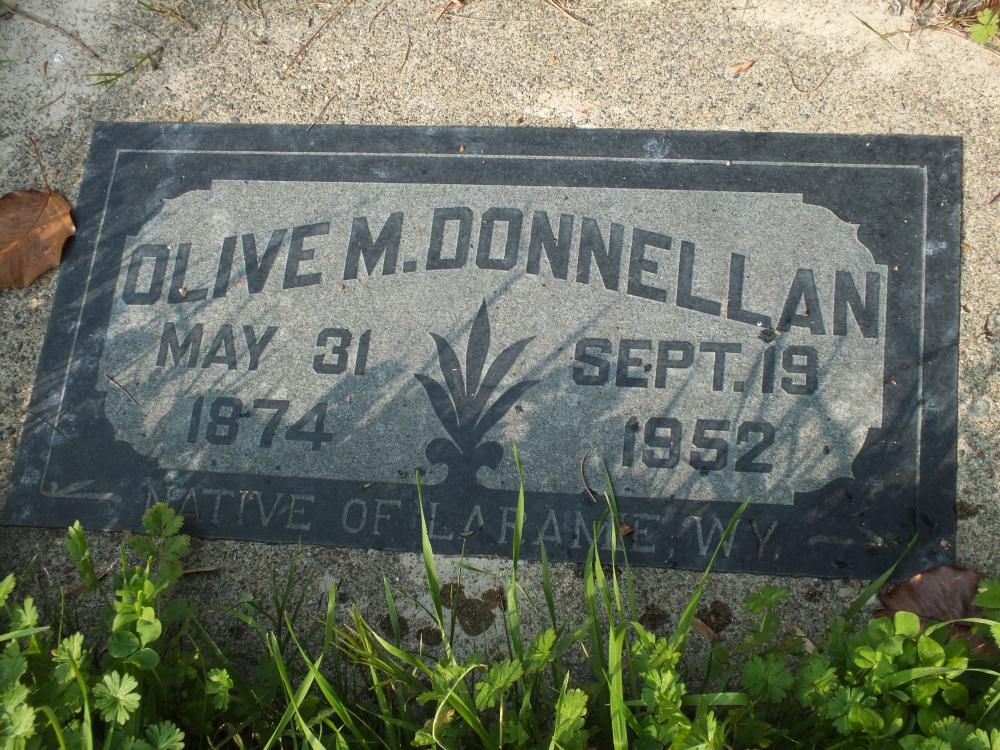 OLIVE M. DONNELLAN
MAY 31 SEPT. 19
1874 1952
NATIVE OF LARAMIE, WY.